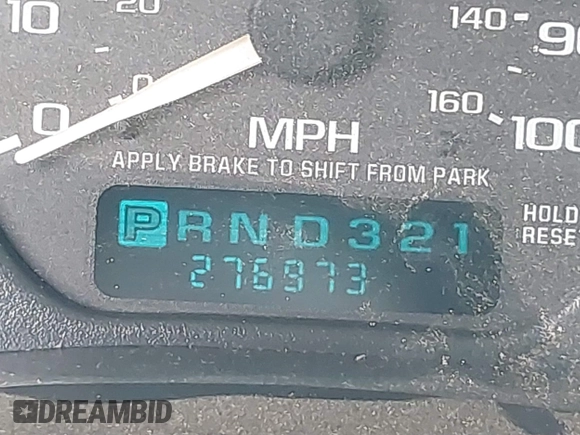 10 20 140 90
0 0 160 100
MPH
APPLY BRAKE TO SHIFT FROM PARK
PRND321
276973
HOLD
RESE
DREAMBID